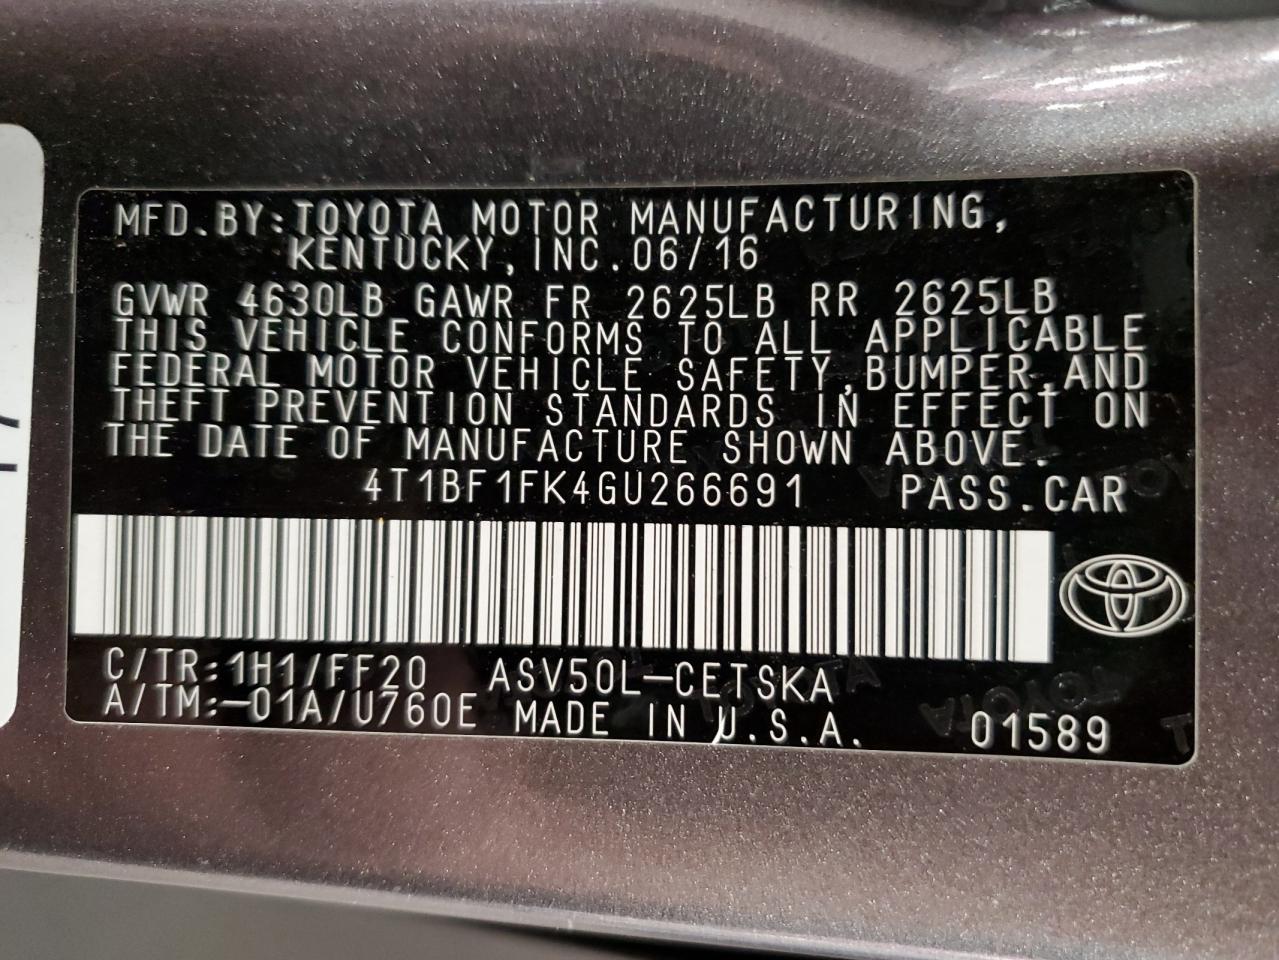 MFD.BY:TOYOTA MOTOR MANUFACTURING,
KENTUCKY,INC.06/16
GVWR 4630LB GAWR FR 2625LB RR 2625LB
THIS VEHICLE CONFORMS TO ALL APPLICABLE
FEDERAL MOTOR VEHICLE SAFETY,BUMPER,AND
THEFT PREVENTION STANDARDS IN EFFECT ON
THE DATE OF MANUFACTURE SHOWN ABOVE.
4T1BF1FK4GU266691 PASS.CAR
C/TR:1H1/FF20 ASV50L-CETSKA
A/TM:-01A/U760E MADE IN U.S.A. 01589